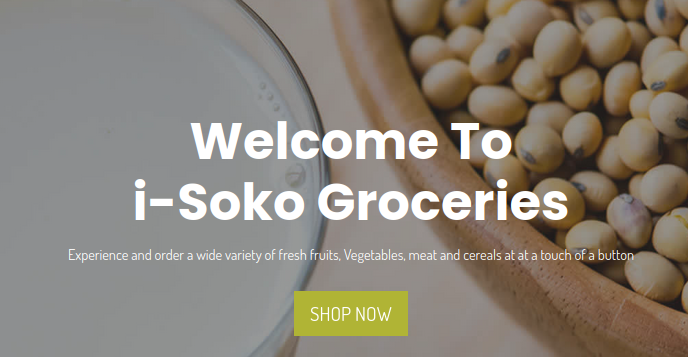 Welcome To
i-Soko Groceries
Experience and order a wide variety of fresh fruits, Vegetables, meat and cereals at at a touch of a button
SHOP NOW